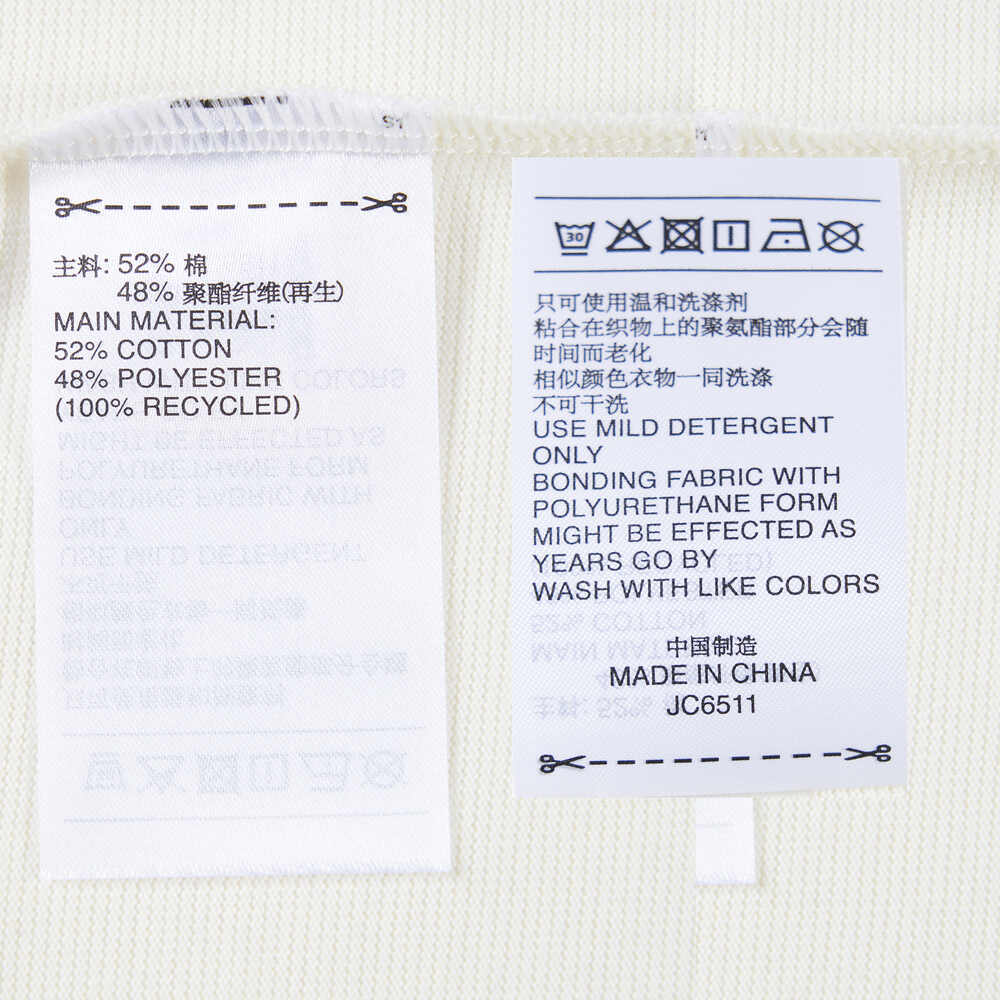 S1
主料: 52% 棉
48% 聚酯纤维(再生)
MAIN MATERIAL:
52% COTTON
48% POLYESTER
(100% RECYCLED)
30
只可使用温和洗涤剂
粘合在织物上的聚氨酯部分会随
时间而老化
相似颜色衣物一同洗涤
不可干洗
USE MILD DETERGENT
ONLY
BONDING FABRIC WITH
POLYURETHANE FORM
MIGHT BE EFFECTED AS
YEARS GO BY
WASH WITH LIKE COLORS
中国制造
MADE IN CHINA
JC6511